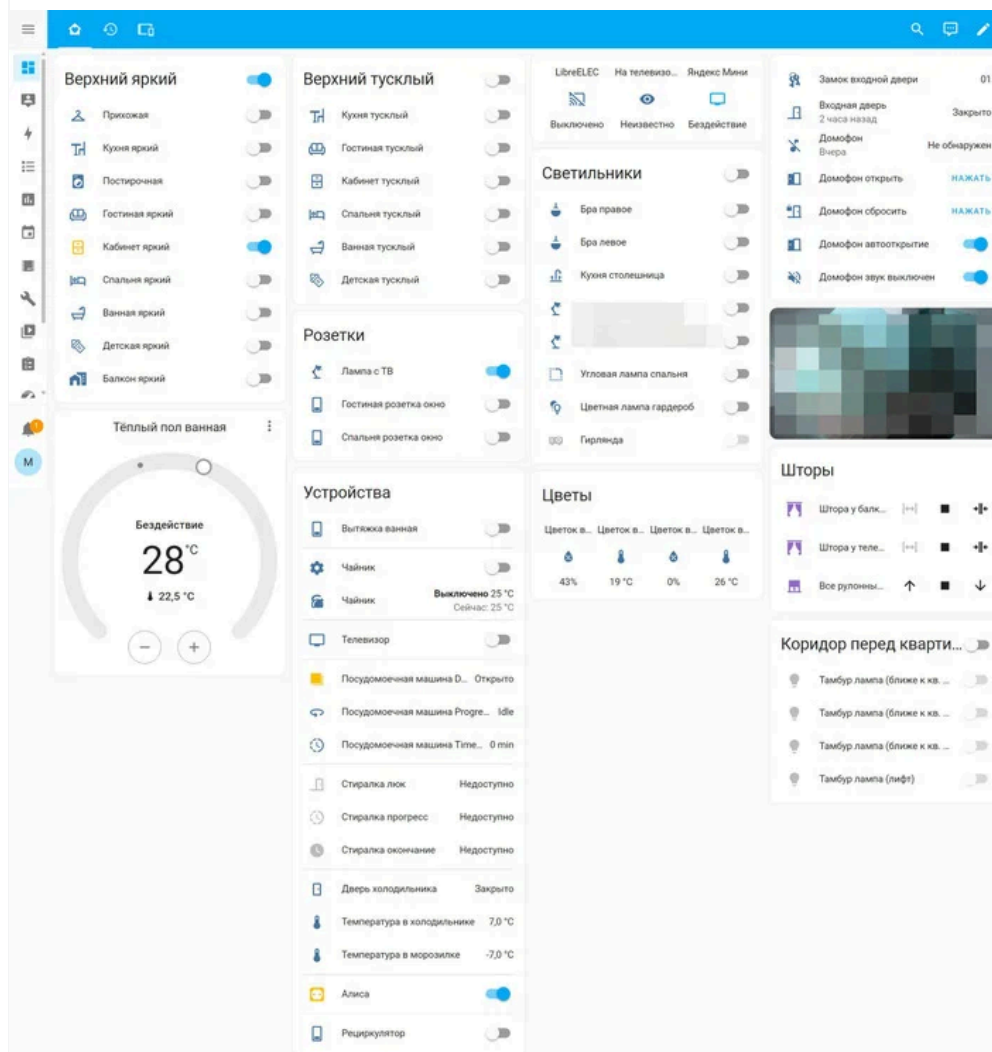 Верхний яркий
Прихожая
Кухня яркий
Постирочная
Гостиная яркий
Кабинет яркий
Спальня яркий
Ванная яркий
Детская яркий
Балкон яркий
1
M
Тёплый пол ванная
Бездействие
28 °C
22,5 °C
Верхний тусклый
Кухня тусклый
Гостиная тусклый
Кабинет тусклый
Спальня тусклый
Ванная тусклый
Детская тусклый
Розетки
Лампа с ТВ
Гостиная розетка окно
Спальня розетка окно
Устройства
Вытяжка ванная
Чайник
Чайник Выключено 25 °C
Сейчас: 25 °C
Телевизор
Посудомоечная машина D... Открыто
Посудомоечная машина Progre... Idle
Посудомоечная машина Time... 0 min
Стиралка люк Недоступно
Стиралка прогресс Недоступно
Стиралка окончание Недоступно
Дверь холодильника Закрыто
Температура в холодильнике 7,0 °C
Температура в морозилке -7,0 °C
Алиса
Рециркулятор
LibreELEC На телевизо... Яндекс Мини
Выключено Неизвестно Бездействие
Светильники
Бра правое
Бра левое
Кухня столешница
Угловая лампа спальня
Цветная лампа гардероб
Гирлянда
Цветы
Цветок в... Цветок в... Цветок в... Цветок в...
43% 19 °C 0% 26 °C
Замок входной двери 01
Входная дверь Закрыто
2 часа назад
Домофон Не обнаружен
Вчера
Домофон открыть НАЖАТЬ
Домофон сбросить НАЖАТЬ
Домофон автооткрытие
Домофон звук выключен
Шторы
Штора у балк...
Штора у теле...
Все рулонны...
Коридор перед кварти...
Тамбур лампа (ближе к кв. ...
Тамбур лампа (ближе к кв. ...
Тамбур лампа (ближе к кв. ...
Тамбур лампа (лифт)